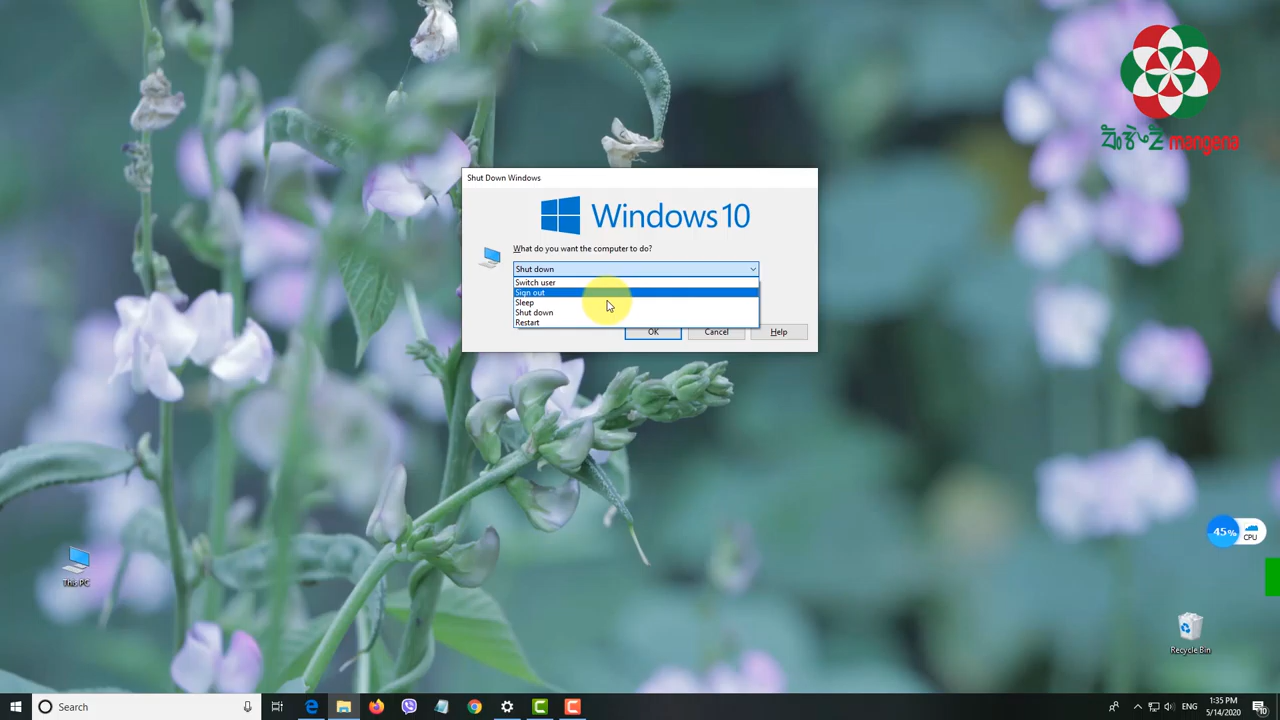 mangena
Shut Down Windows
Windows 10
What do you want the computer to do?
Shut down
Switch user
Sign out
Sleep
Shut down
Restart
OK
Cancel
Help
45%
CPU
This PC
Recycle Bin
Search
ENG
1:35 PM
5/14/2020
10